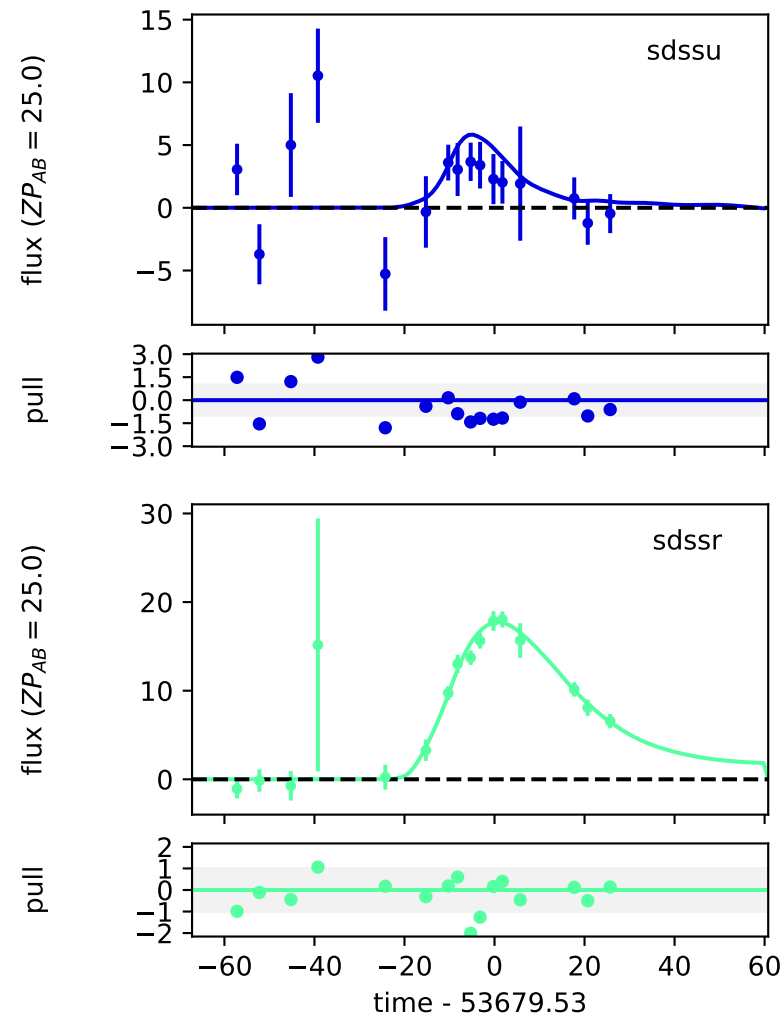 15
10
5
0
−5
flux (ZP_AB = 25.0)
sdssu
3.0
1.5
0.0
−1.5
−3.0
pull
30
20
10
0
flux (ZP_AB = 25.0)
sdssr
2
1
0
−1
−2
pull
−60 −40 −20 0 20 40 60
time - 53679.53